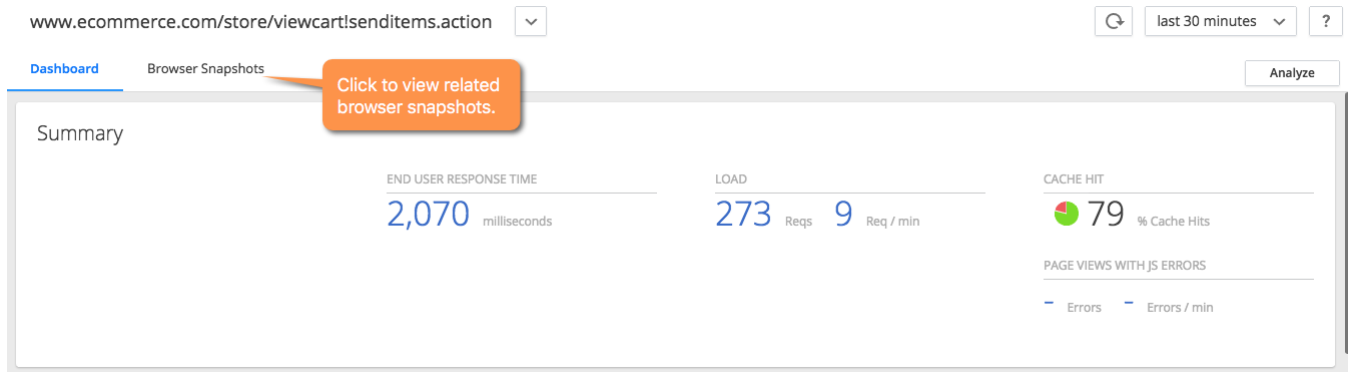 www.ecommerce.com/store/viewcart!senditems.action
last 30 minutes
?
Dashboard
Browser Snapshots
Analyze
Click to view related
browser snapshots.
Summary
END USER RESPONSE TIME
LOAD
CACHE HIT
2,070 milliseconds
273 Reqs 9 Req / min
79 % Cache Hits
PAGE VIEWS WITH JS ERRORS
- Errors - Errors / min